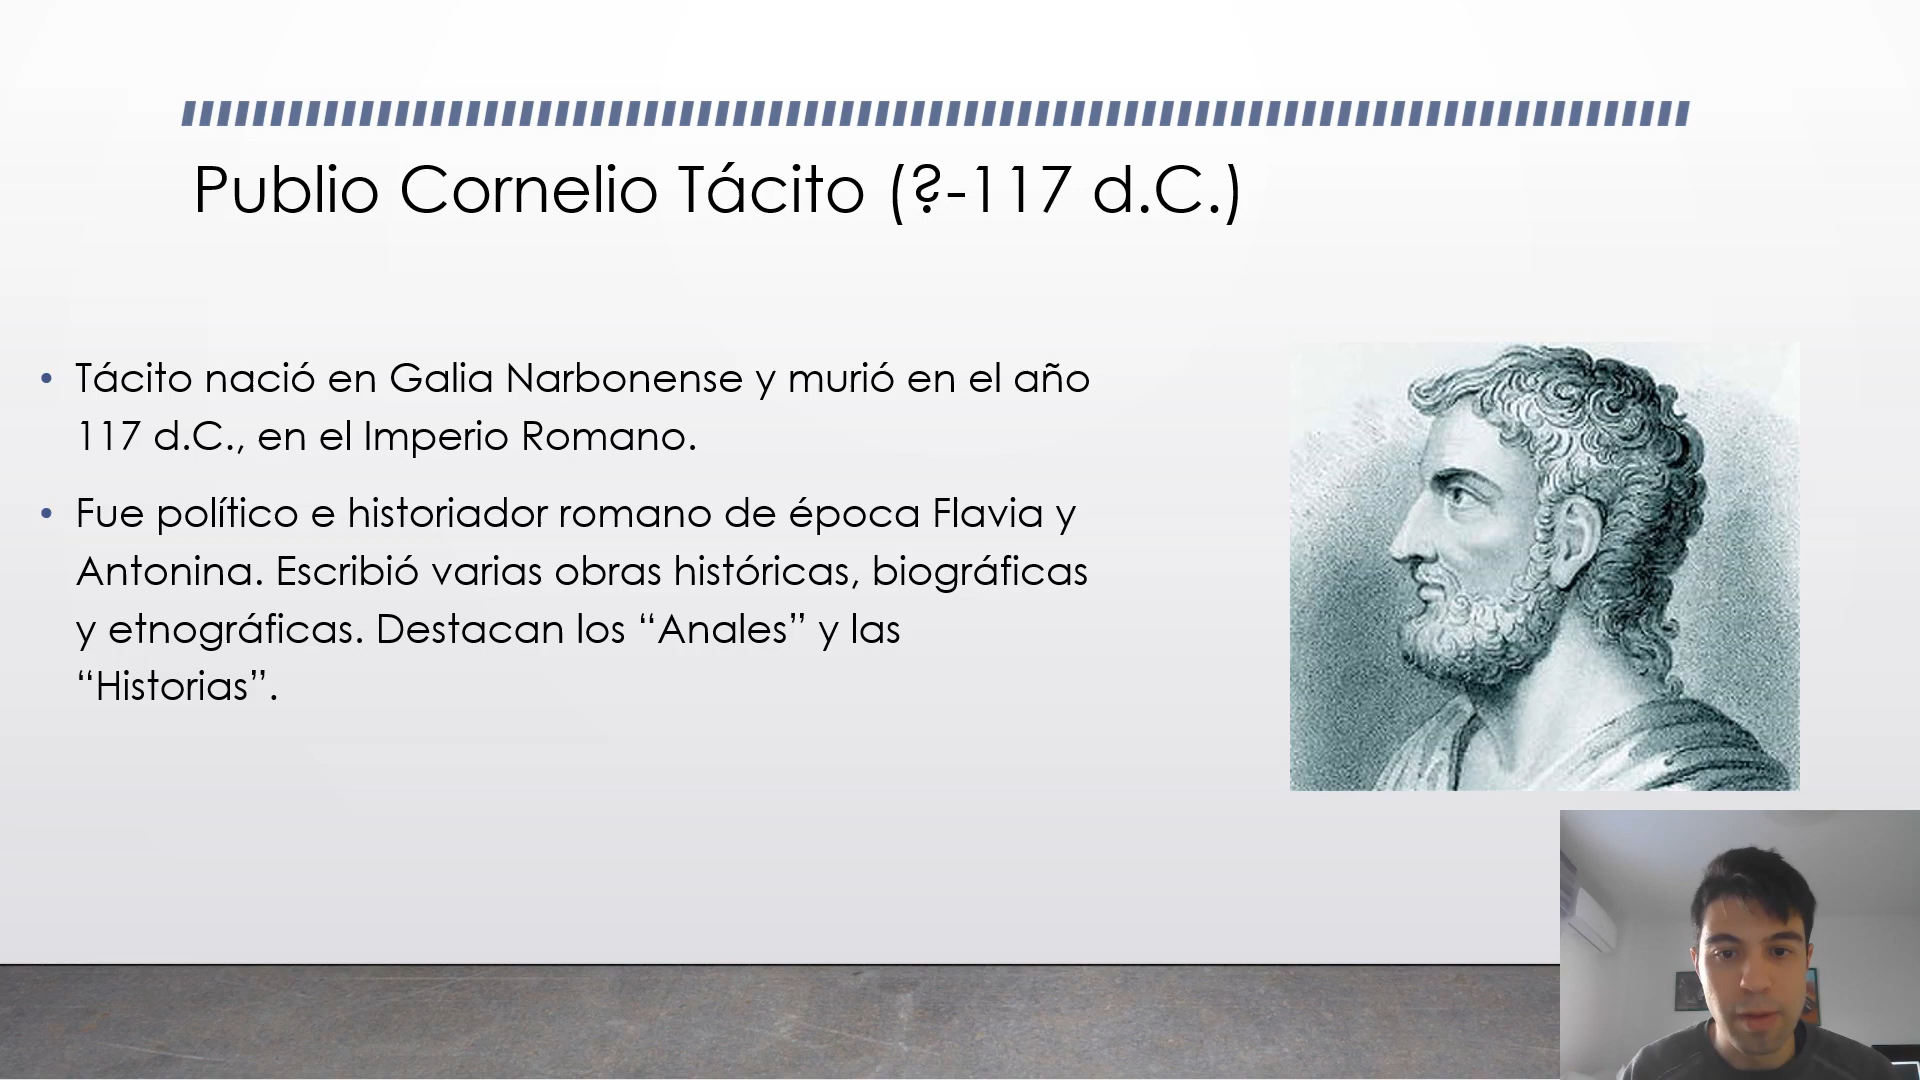 Publio Cornelio Tácito (?-117 d.C.)
• Tácito nació en Galia Narbonense y murió en el año
117 d.C., en el Imperio Romano.
• Fue político e historiador romano de época Flavia y
Antonina. Escribió varias obras históricas, biográficas
y etnográficas. Destacan los “Anales” y las
“Historias”.